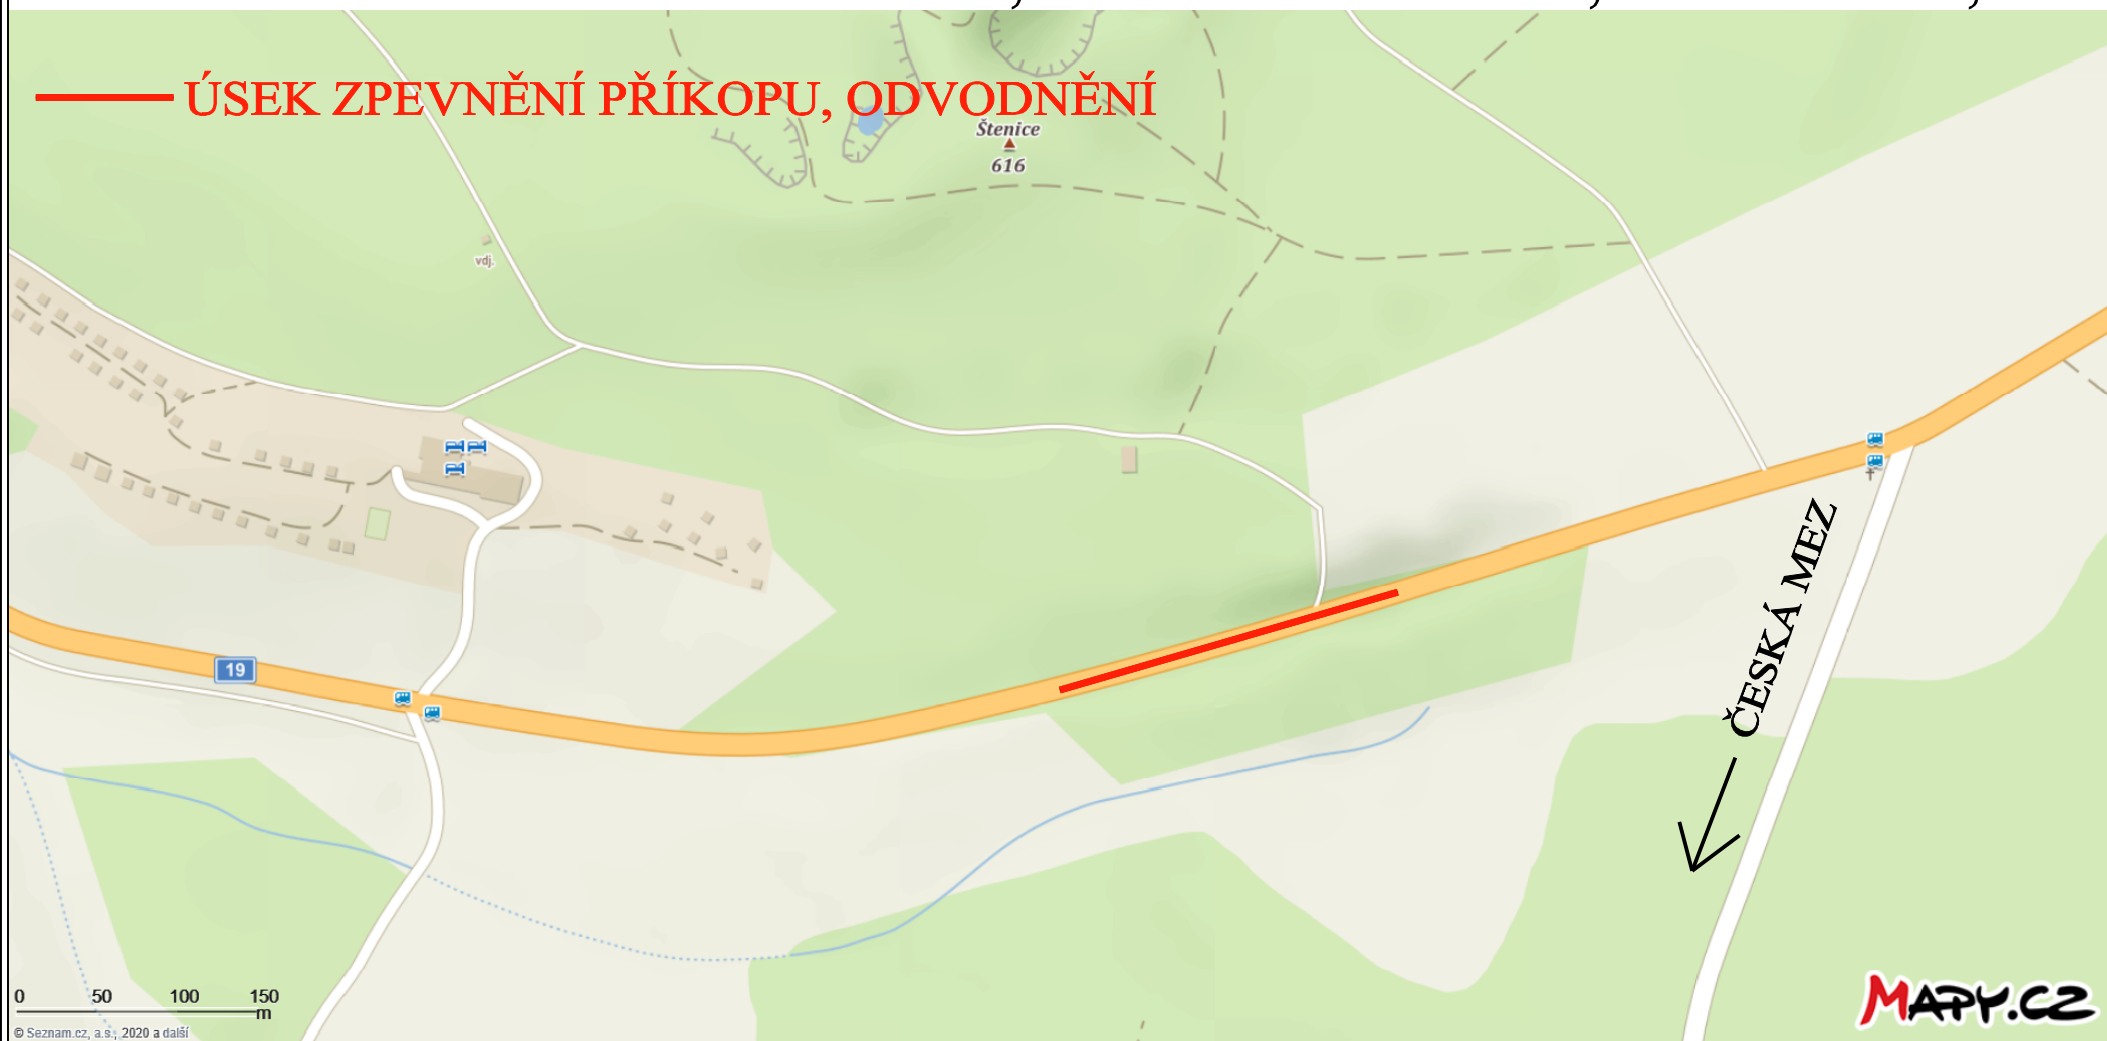 ÚSEK ZPEVNĚNÍ PŘÍKOPU, ODVODNĚNÍ
Štenice
616
vdj.
19
ČESKÁ MEZ
0 50 100 150
m
© Seznam.cz, a.s., 2020 a další
MAPY.CZ